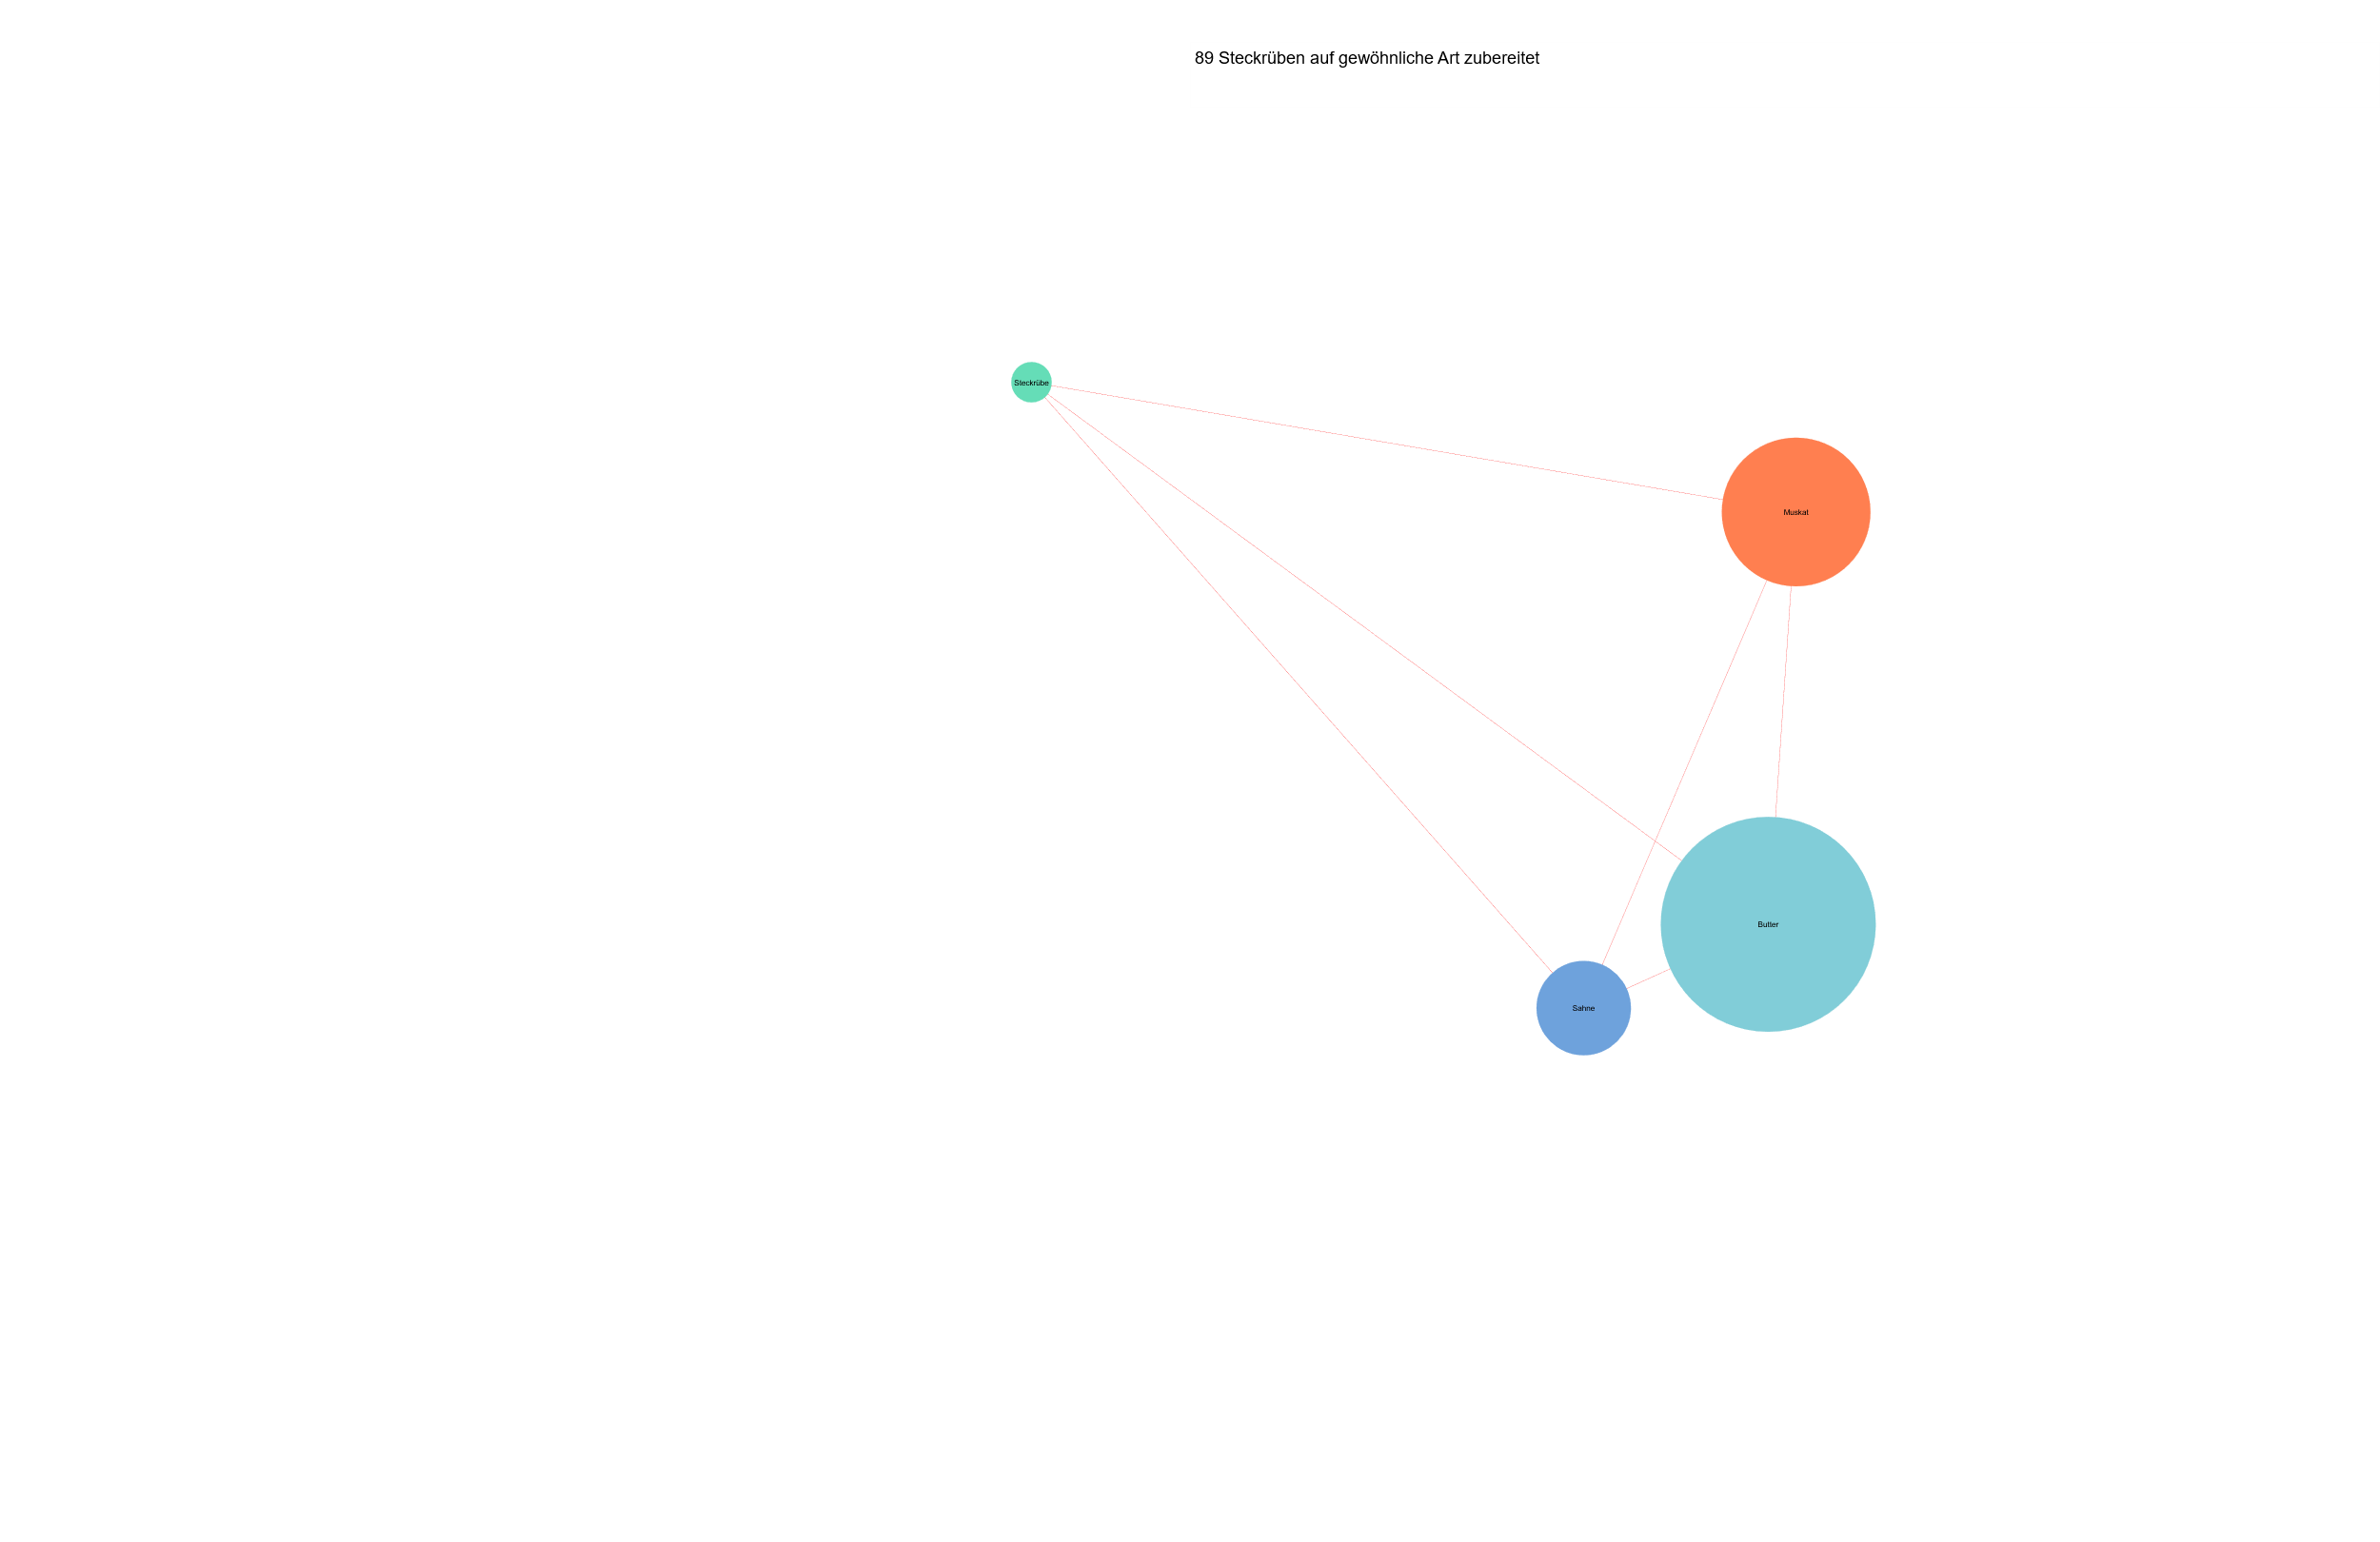 89 Steckrüben auf gewöhnliche Art zubereitet
Steckrübe
Muskat
Butter
Sahne